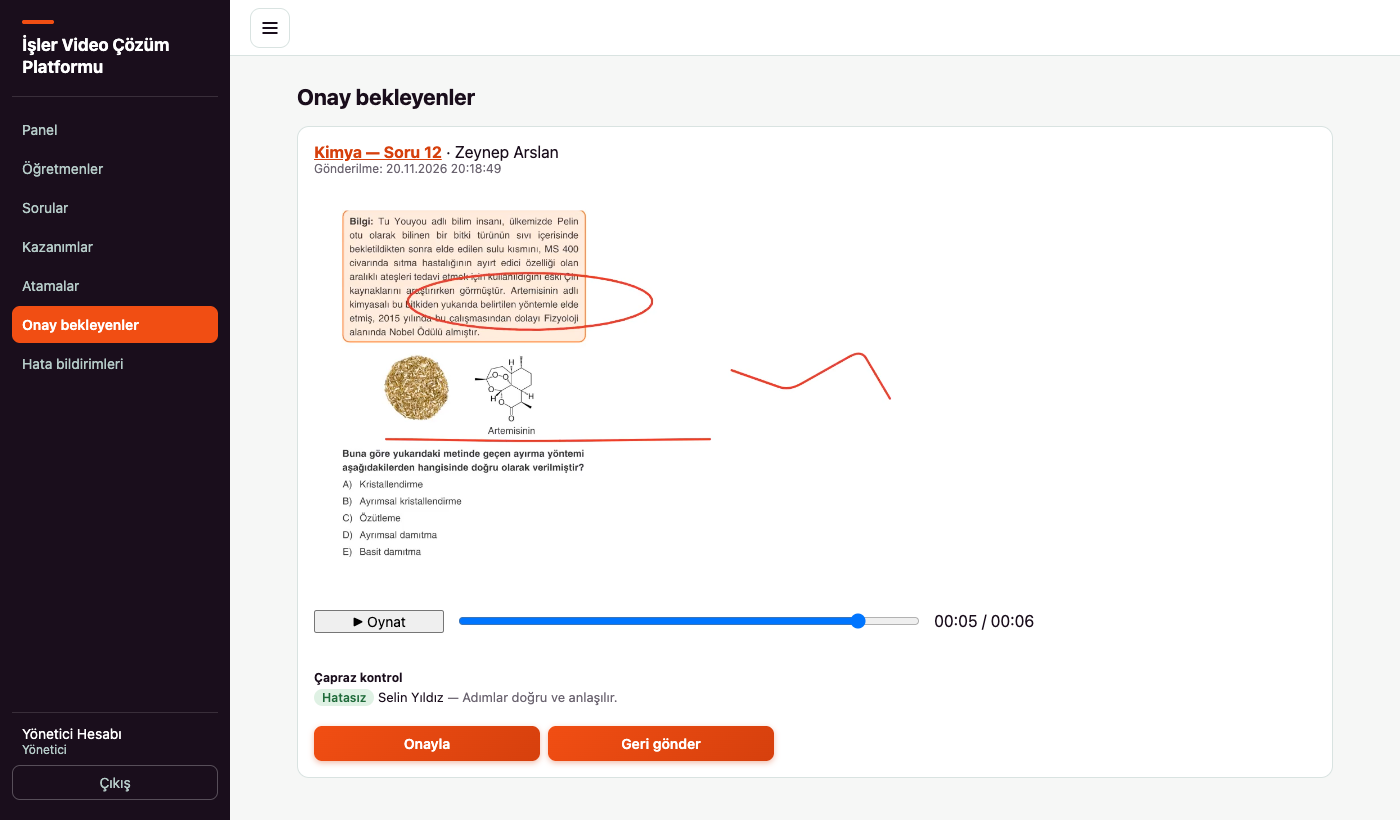 İşler Video Çözüm
Platformu
Panel
Öğretmenler
Sorular
Kazanımlar
Atamalar
Onay bekleyenler
Hata bildirimleri
Yönetici Hesabı
Yönetici
Çıkış
Onay bekleyenler
Kimya — Soru 12 · Zeynep Arslan
Gönderilme: 20.11.2026 20:18:49
Bilgi: Tu Youyou adlı bilim insanı, ülkemizde Pelin
otu olarak bilinen bir bitki türünün sıvı içerisinde
bekletildikten sonra elde edilen sulu kısmını, MS 400
civarında sıtma hastalığının ayırt edici özelliği olan
aralıklı ateşleri tedavi etmek için kullanıldığını eski Çin
kaynaklarını araştırırken görmüştür. Artemisinin adlı
kimyasalı bu bitkiden yukarıda belirtilen yöntemle elde
etmiş, 2015 yılında bu çalışmasından dolayı Fizyoloji
alanında Nobel Ödülü almıştır.
H
O
O
O
H
H
O
O
Artemisinin
Buna göre yukarıdaki metinde geçen ayırma yöntemi
aşağıdakilerden hangisinde doğru olarak verilmiştir?
A) Kristallendirme
B) Ayrımsal kristallendirme
C) Özütleme
D) Ayrımsal damıtma
E) Basit damıtma
Oynat
00:05 / 00:06
Çapraz kontrol
Hatasız Selin Yıldız — Adımlar doğru ve anlaşılır.
Onayla
Geri gönder